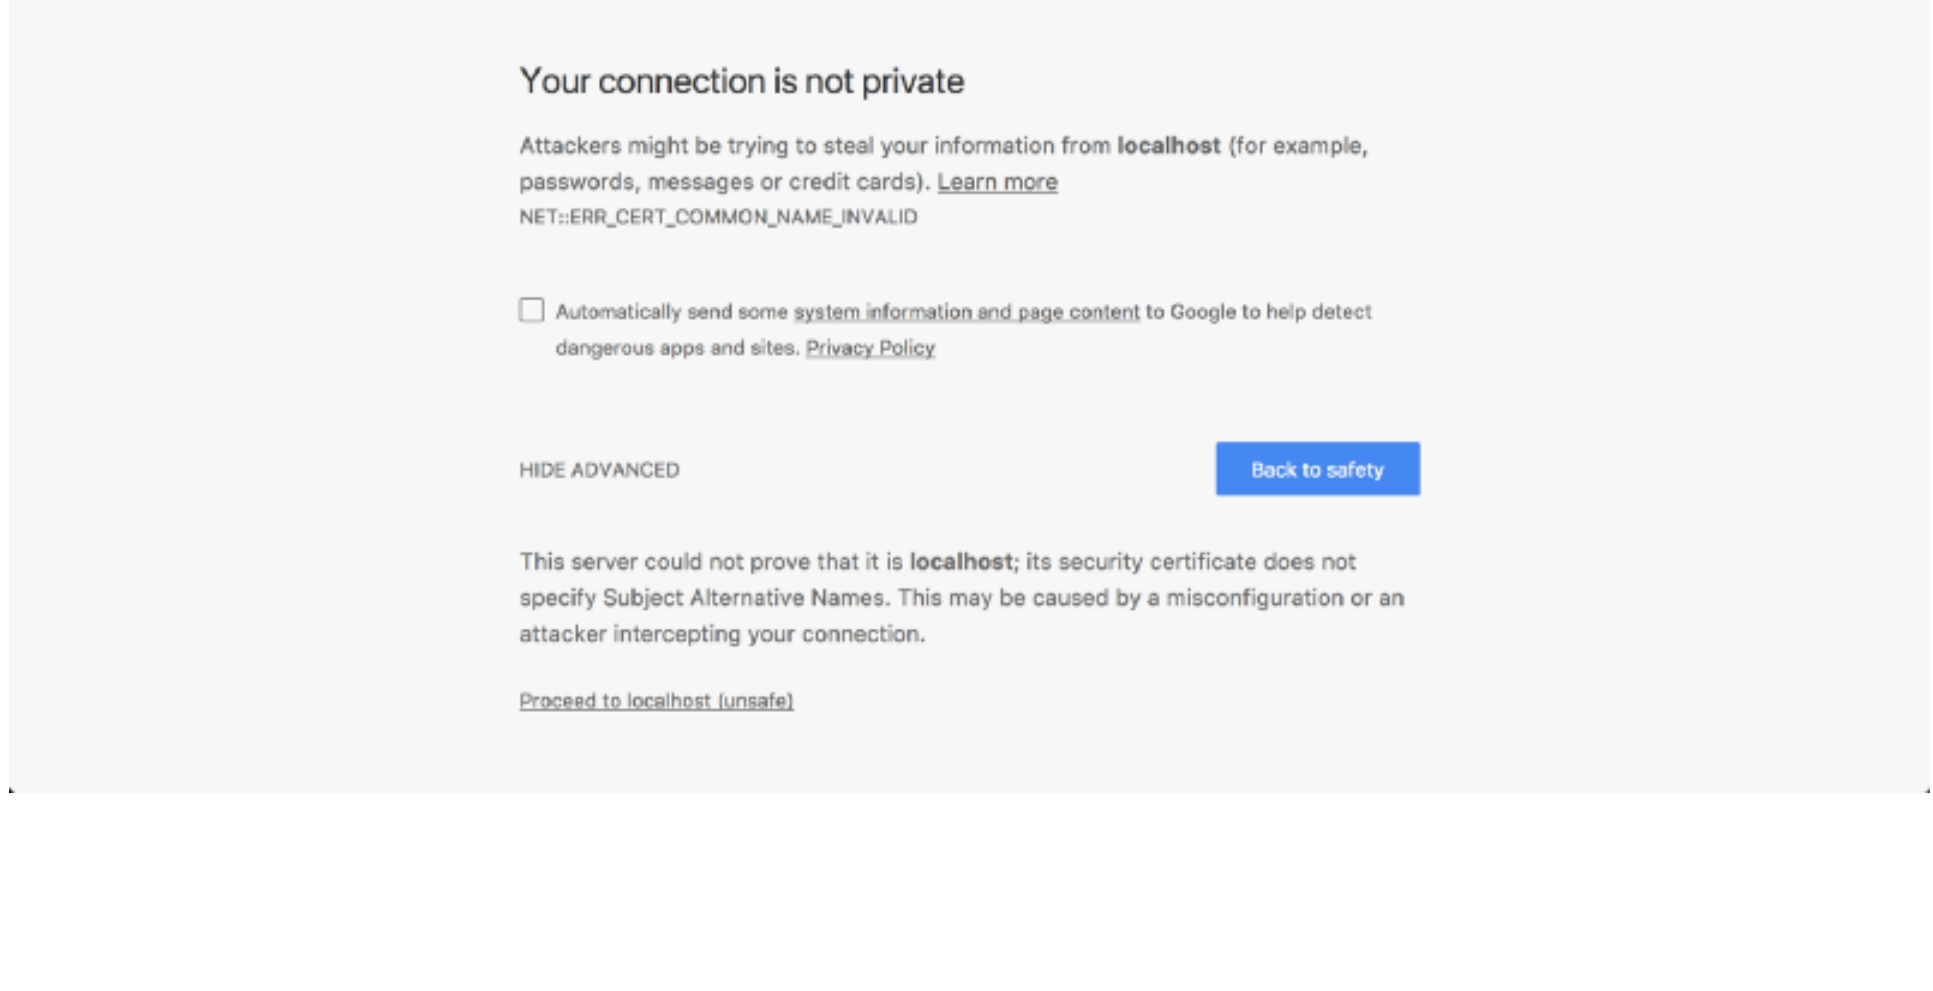 Your connection is not private
Attackers might be trying to steal your information from localhost (for example,
passwords, messages or credit cards). Learn more
NET::ERR_CERT_COMMON_NAME_INVALID
Automatically send some system information and page content to Google to help detect
dangerous apps and sites. Privacy Policy
HIDE ADVANCED
Back to safety
This server could not prove that it is localhost; its security certificate does not
specify Subject Alternative Names. This may be caused by a misconfiguration or an
attacker intercepting your connection.
Proceed to localhost (unsafe)